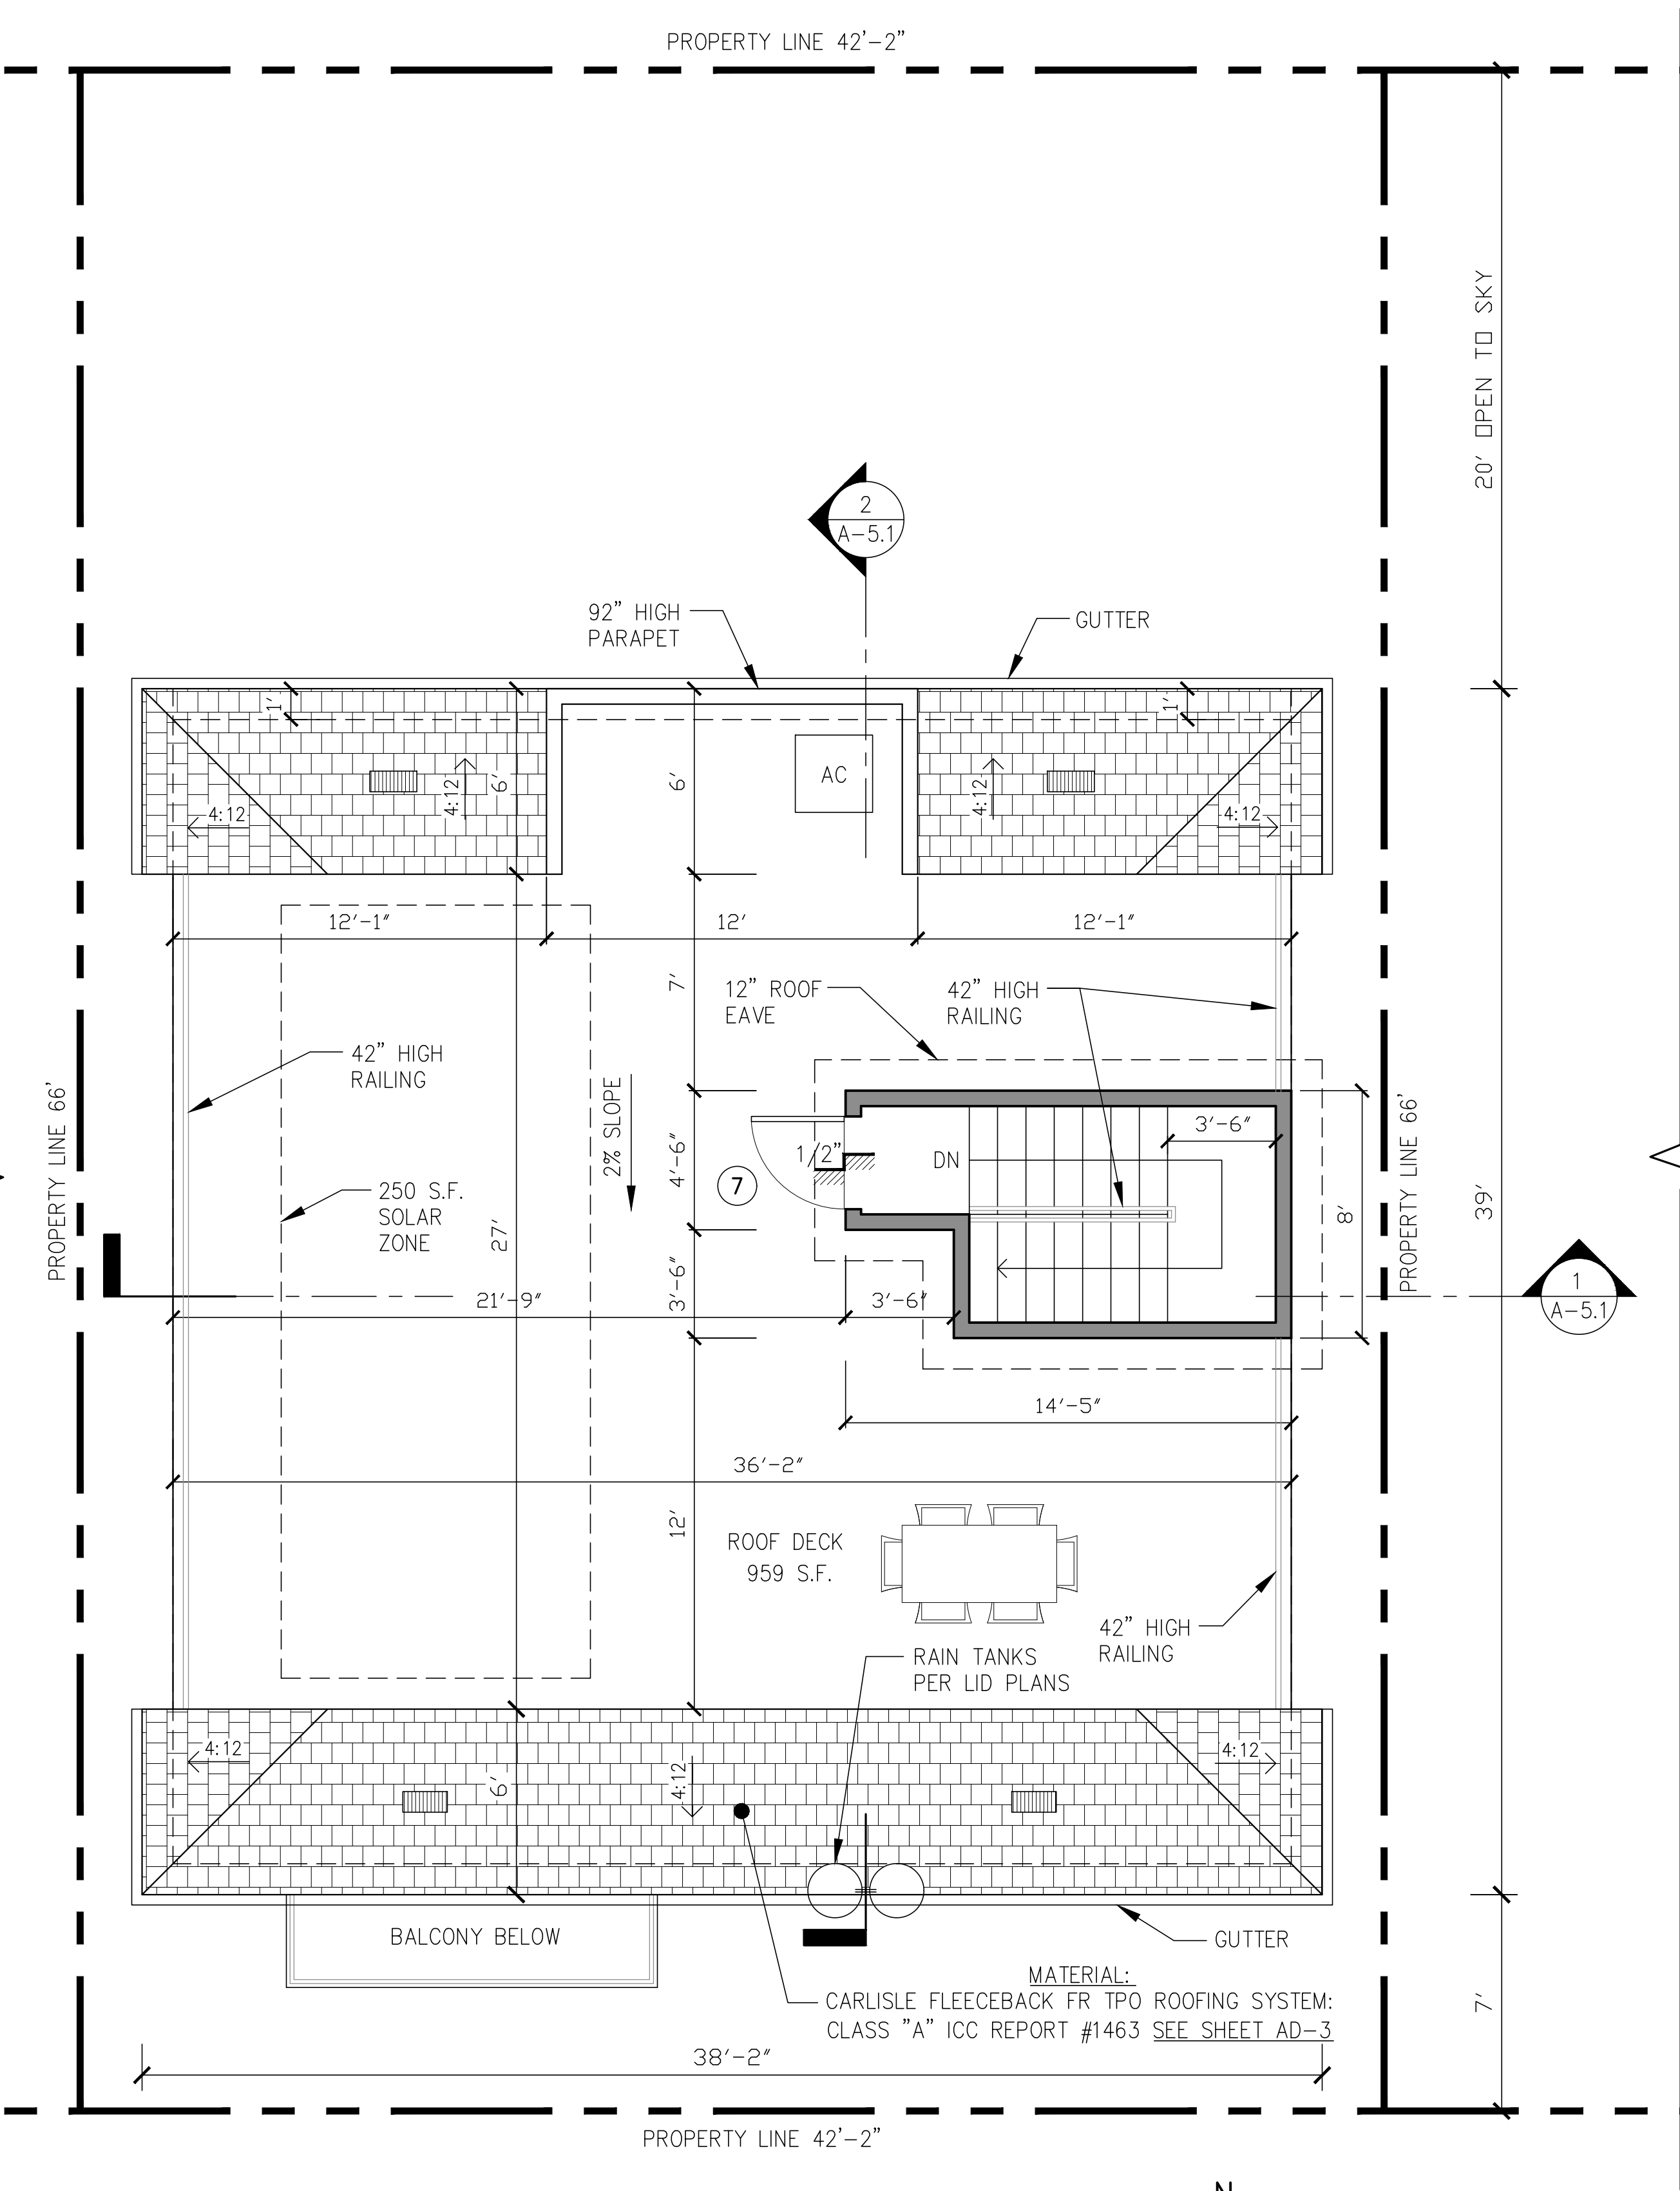 PROPERTY LINE 42'-2"
20' OPEN TO SKY
2
A-5.1
92" HIGH
PARAPET
GUTTER
1'
1'
4:12
4:12
6'
6'
AC
4:12
4:12
12'-1"
12'
12'-1"
7'
12" ROOF
EAVE
42" HIGH
RAILING
42" HIGH
RAILING
PROPERTY LINE 66'
2% SLOPE
4'-6"
1/2"
DN
3'-6"
PROPERTY LINE 66'
7
250 S.F.
SOLAR
ZONE
27'
8'
39'
3'-6"
21'-9"
3'-6"
1
A-5.1
14'-5"
36'-2"
12'
ROOF DECK
959 S.F.
42" HIGH
RAILING
RAIN TANKS
PER LID PLANS
4:12
4:12
6'
4:12
BALCONY BELOW
GUTTER
MATERIAL:
CARLISLE FLEECEBACK FR TPO ROOFING SYSTEM:
CLASS "A" ICC REPORT #1463 SEE SHEET AD-3
7'
38'-2"
PROPERTY LINE 42'-2"